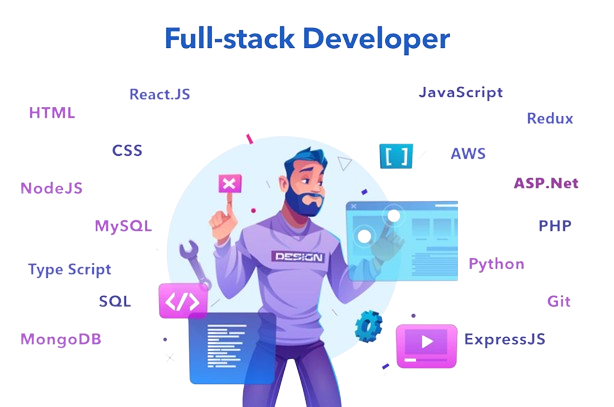 Full-stack Developer
React.JS
JavaScript
HTML
Redux
CSS
AWS
NodeJS
ASP.Net
MySQL
PHP
DESIGN
Type Script
Python
SQL
Git
</>
[ ]
MongoDB
ExpressJS